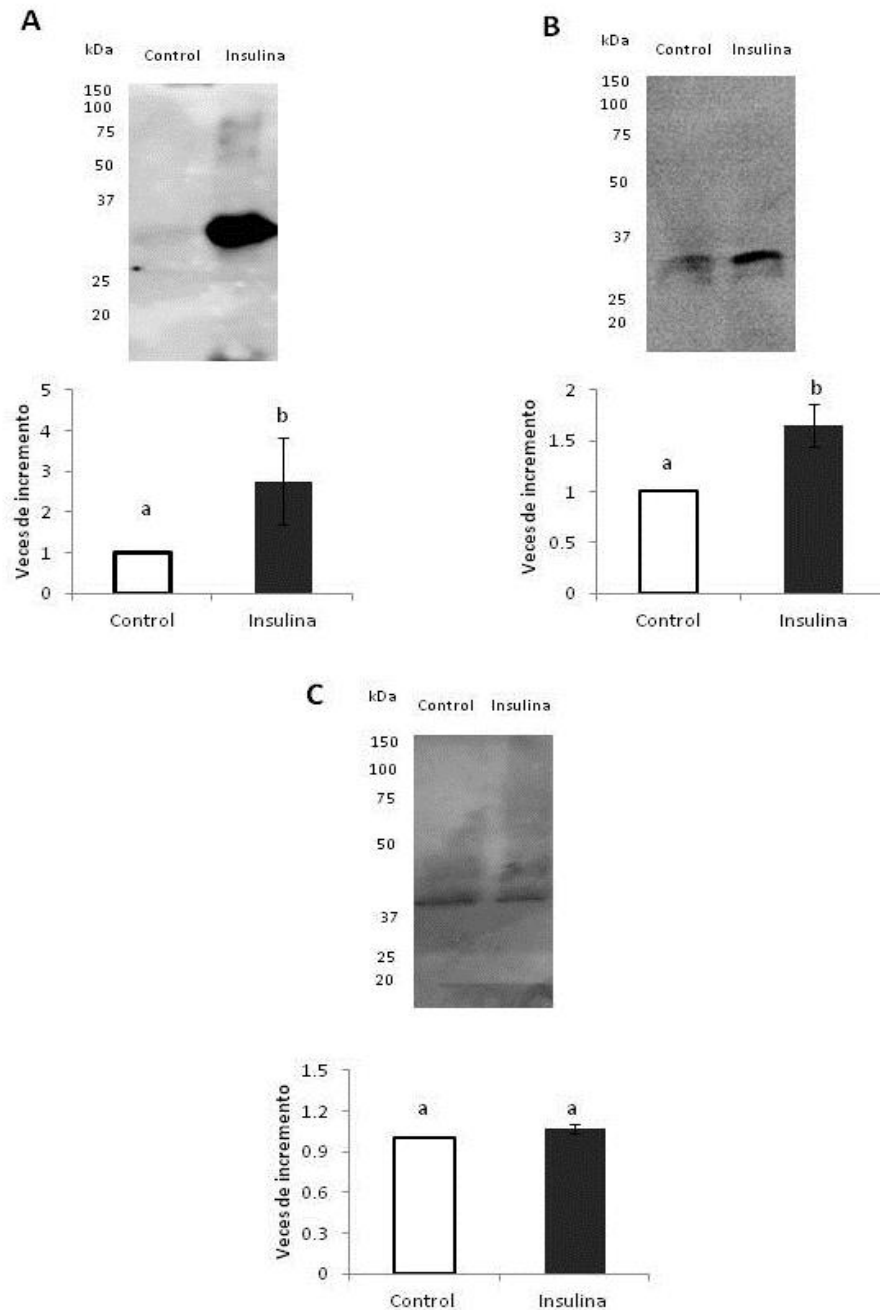 A
kDa Control Insulina
150
100
75
50
37
25
20
5
4
3
2
1
0
Veces de incremento
a
b
Control Insulina
B
kDa Control Insulina
150
100
75
50
37
25
20
2
1.5
1
0.5
0
Veces de incremento
a
b
Control Insulina
C
kDa Control Insulina
150
100
75
50
37
25
20
1.5
1.2
0.9
0.6
0.3
0
Veces de incremento
a
a
Control Insulina